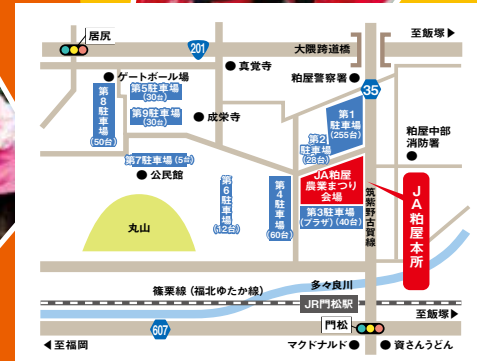 居尻
201
大隈跨道橋
至飯塚▶
真覚寺
粕屋警察署
35
ゲートボール場
第8駐車場
(50台)
第5駐車場
(30台)
第9駐車場
(30台)
成栄寺
第1
駐車場
(255台)
第2
駐車場
(28台)
粕屋中部
消防署
第7駐車場(5台)
公民館
第6駐車場
(12台)
第4駐車場
(60台)
JA粕屋
農業まつり
会場
第3駐車場
(プラザ)(40台)
筑紫野古賀線
JA粕屋本所
丸山
多々良川
篠栗線(福北ゆたか線)
JR門松駅
至飯塚▶
607
門松
◀至福岡
マクドナルド
資さんうどん